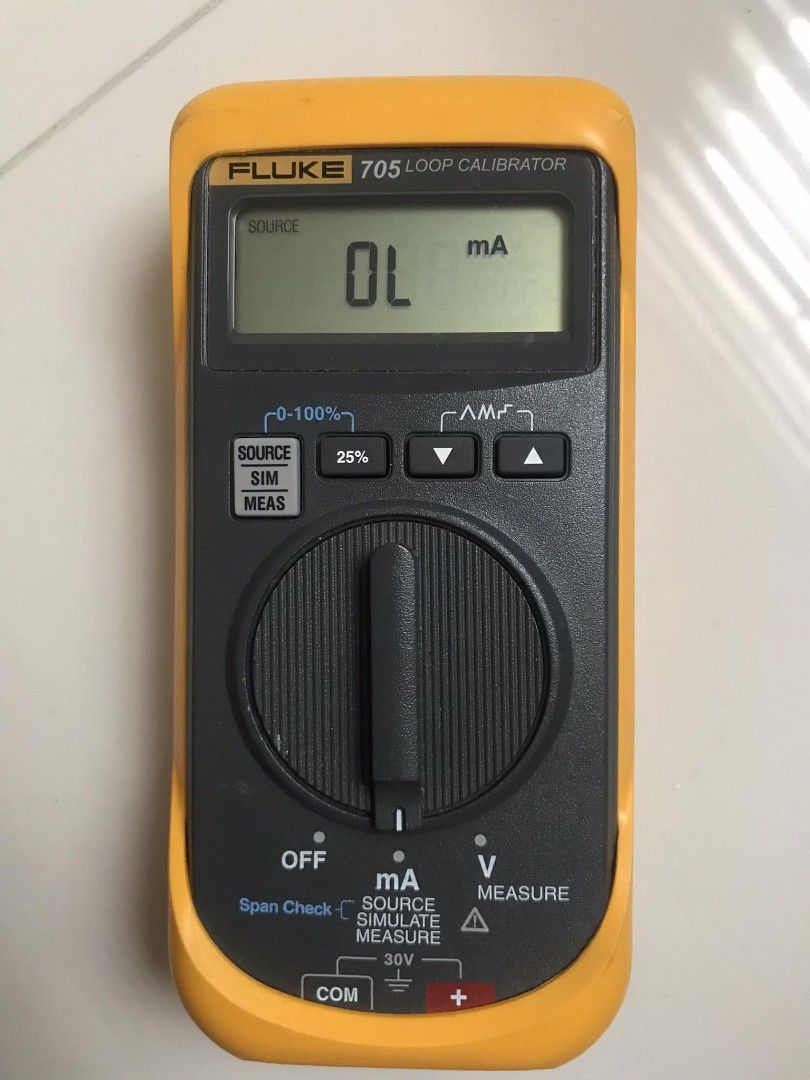 FLUKE 705 LOOP CALIBRATOR
SOURCE
OL mA
0-100%
SOURCE
SIM
MEAS
25% ▼ ▲
OFF
mA
V
MEASURE
Span Check
SOURCE
SIMULATE
MEASURE
30V
COM
+